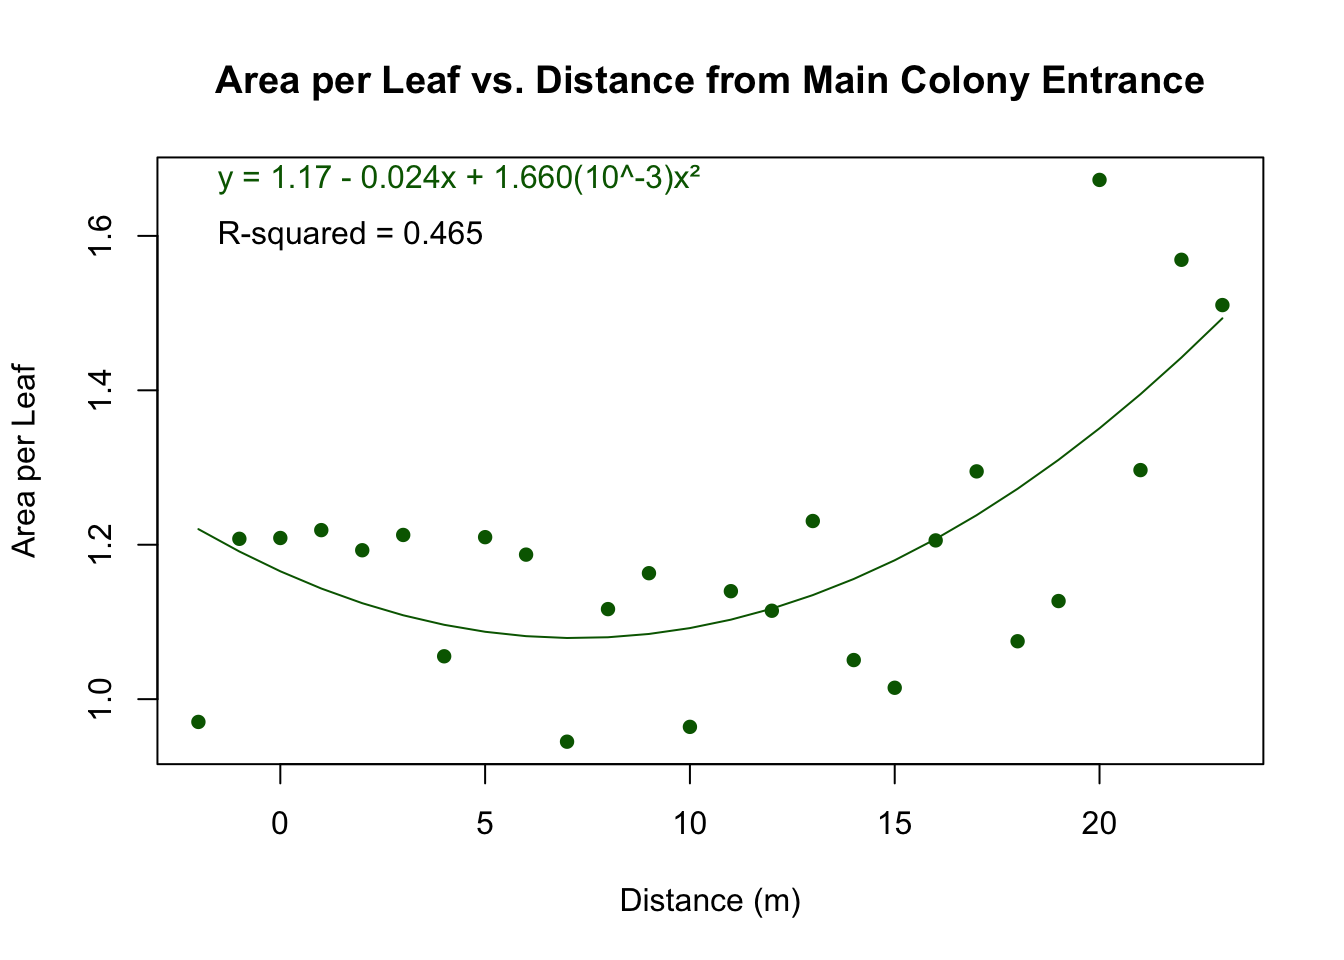 Area per Leaf vs. Distance from Main Colony Entrance
y = 1.17 - 0.024x + 1.660(10^-3)x²
R-squared = 0.465
Area per Leaf
1.6
1.4
1.2
1.0
0 5 10 15 20
Distance (m)